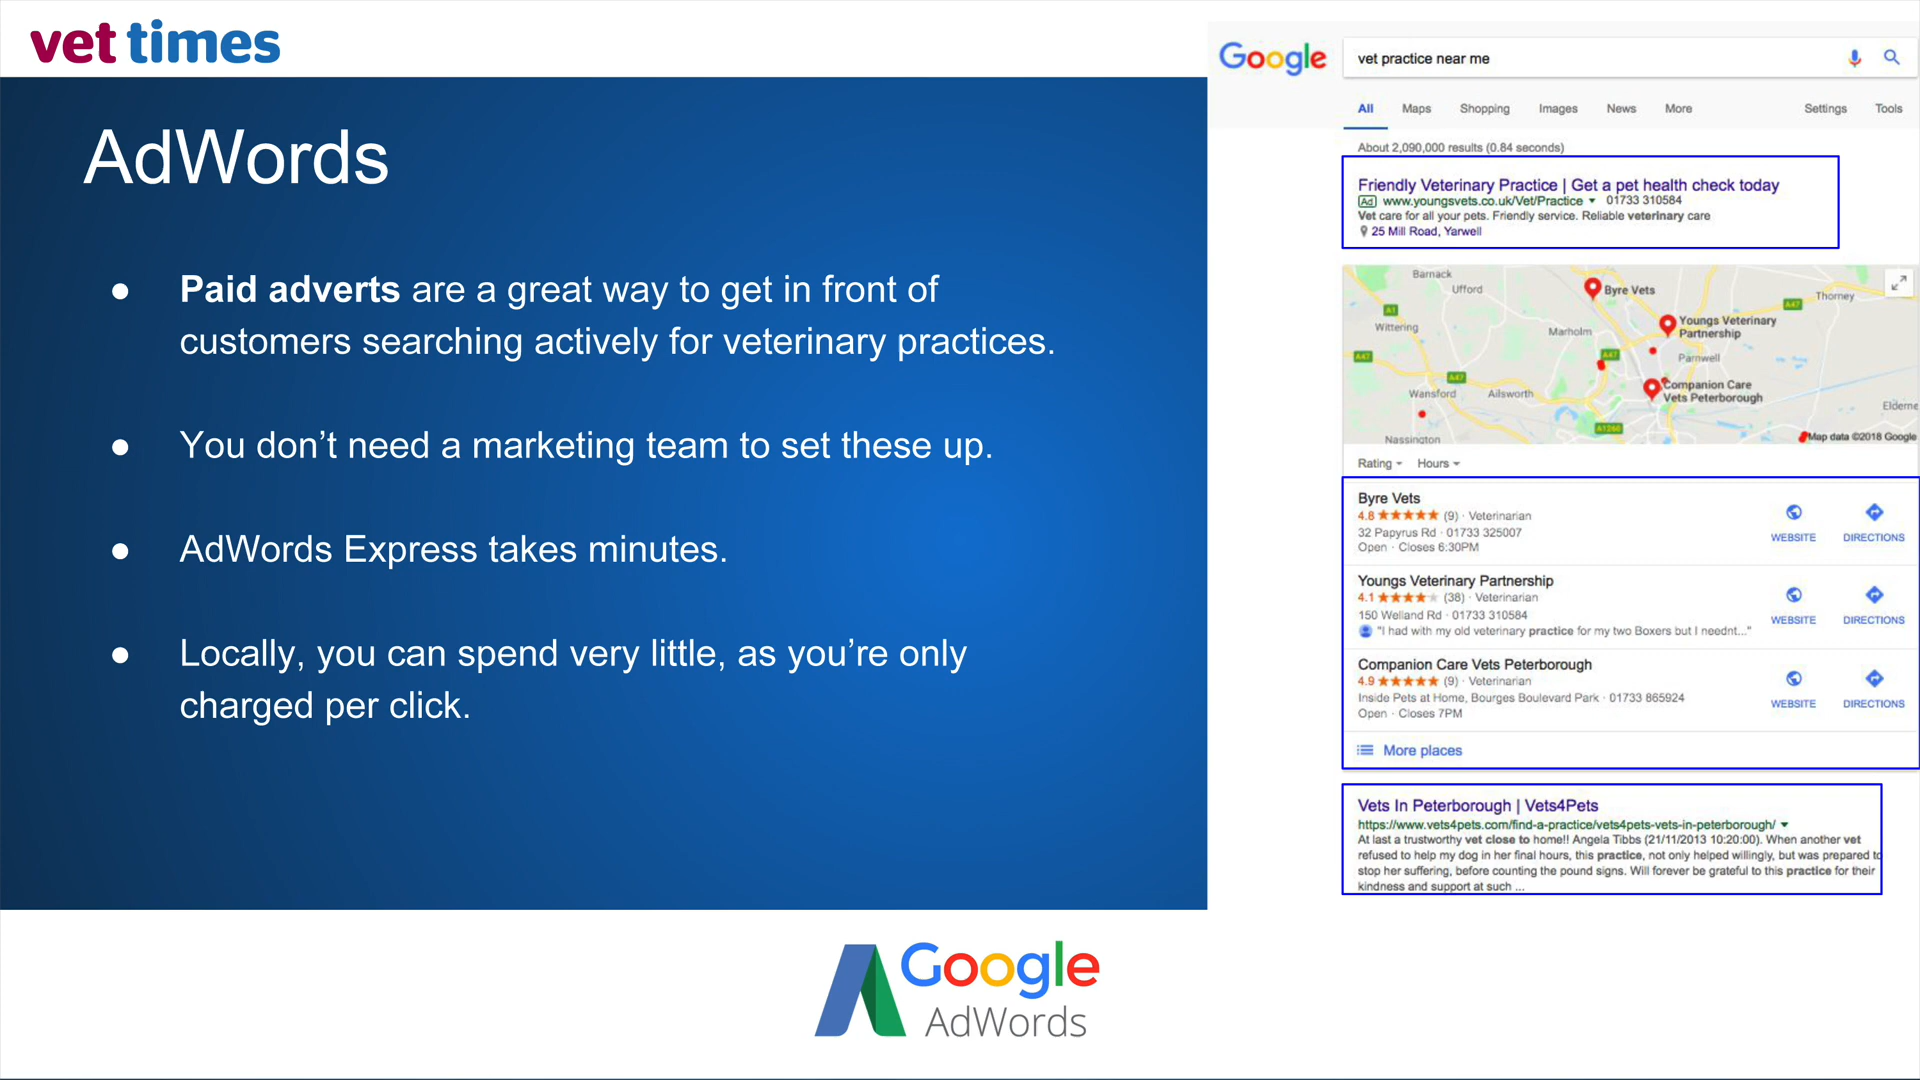 vet times
AdWords
● Paid adverts are a great way to get in front of
customers searching actively for veterinary practices.
● You don’t need a marketing team to set these up.
● AdWords Express takes minutes.
● Locally, you can spend very little, as you’re only
charged per click.
Google
vet practice near me
All Maps Shopping Images News More Settings Tools
About 2,090,000 results (0.84 seconds)
Friendly Veterinary Practice | Get a pet health check today
Ad www.youngsvets.co.uk/Vet/Practice 01733 310584
Vet care for all your pets. Friendly service. Reliable veterinary care
25 Mill Road, Yarwell
Barnack
Ufford
Byre Vets
Thorney
A47
A1
Wittering
Marholm
Youngs Veterinary
Partnership
A47
A47
Parnwell
A47
Wansford
Ailsworth
Companion Care
Vets Peterborough
Elderne
A1260
Nassington
Map data ©2018 Google
Rating Hours
Byre Vets
4.8 ★★★★★ (9) · Veterinarian
32 Papyrus Rd · 01733 325007
Open · Closes 6:30PM
WEBSITE DIRECTIONS
Youngs Veterinary Partnership
4.1 ★★★★★ (38) · Veterinarian
150 Welland Rd · 01733 310584
"I had with my old veterinary practice for my two Boxers but I neednt..."
WEBSITE DIRECTIONS
Companion Care Vets Peterborough
4.9 ★★★★★ (9) · Veterinarian
Inside Pets at Home, Bourges Boulevard Park · 01733 865924
Open · Closes 7PM
WEBSITE DIRECTIONS
More places
Vets In Peterborough | Vets4Pets
https://www.vets4pets.com/find-a-practice/vets4pets-vets-in-peterborough/
At last a trustworthy vet close to home!! Angela Tibbs (21/11/2013 10:20:00). When another vet
refused to help my dog in her final hours, this practice, not only helped willingly, but was prepared to
stop her suffering, before counting the pound signs. Will forever be grateful to this practice for their
kindness and support at such ...
Google
AdWords